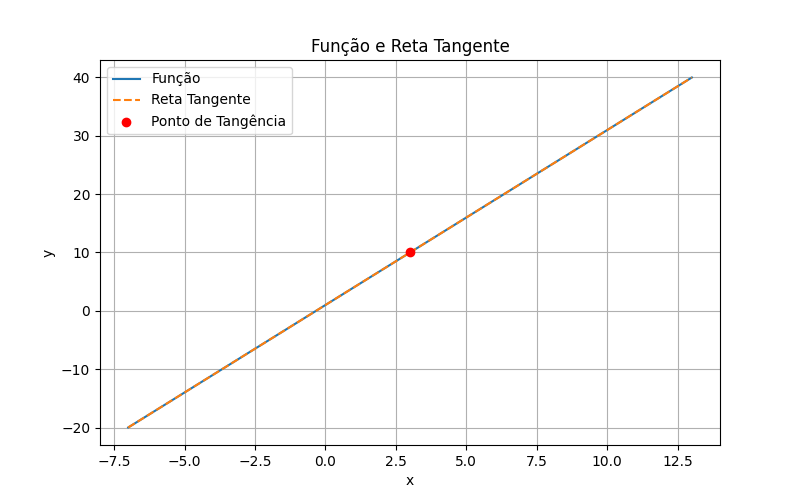 Função e Reta Tangente
Função
Reta Tangente
Ponto de Tangência
40
30
20
10
0
−10
−20
y
−7.5 −5.0 −2.5 0.0 2.5 5.0 7.5 10.0 12.5
x